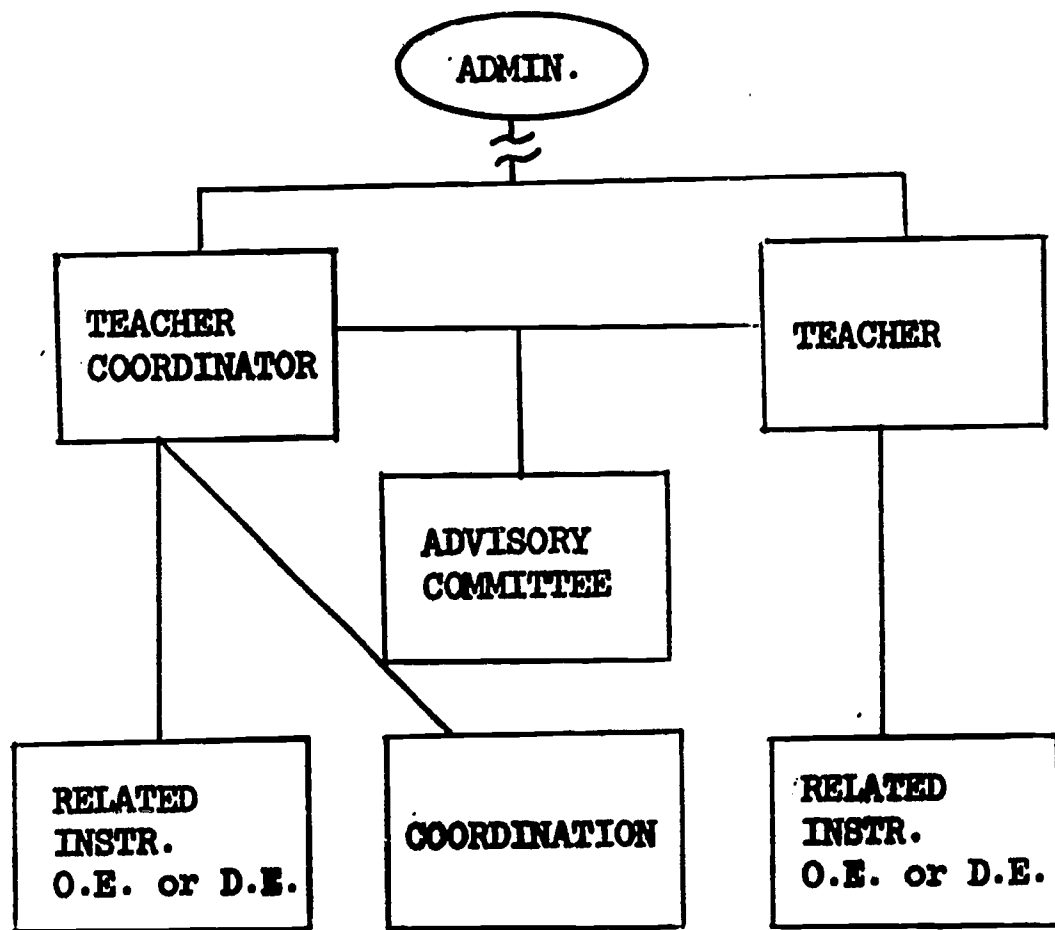 ADMIN.
TEACHER
COORDINATOR
TEACHER
ADVISORY
COMMITTEE
RELATED
INSTR.
O.E. or D.E.
COORDINATION
RELATED
INSTR.
O.E. or D.E.